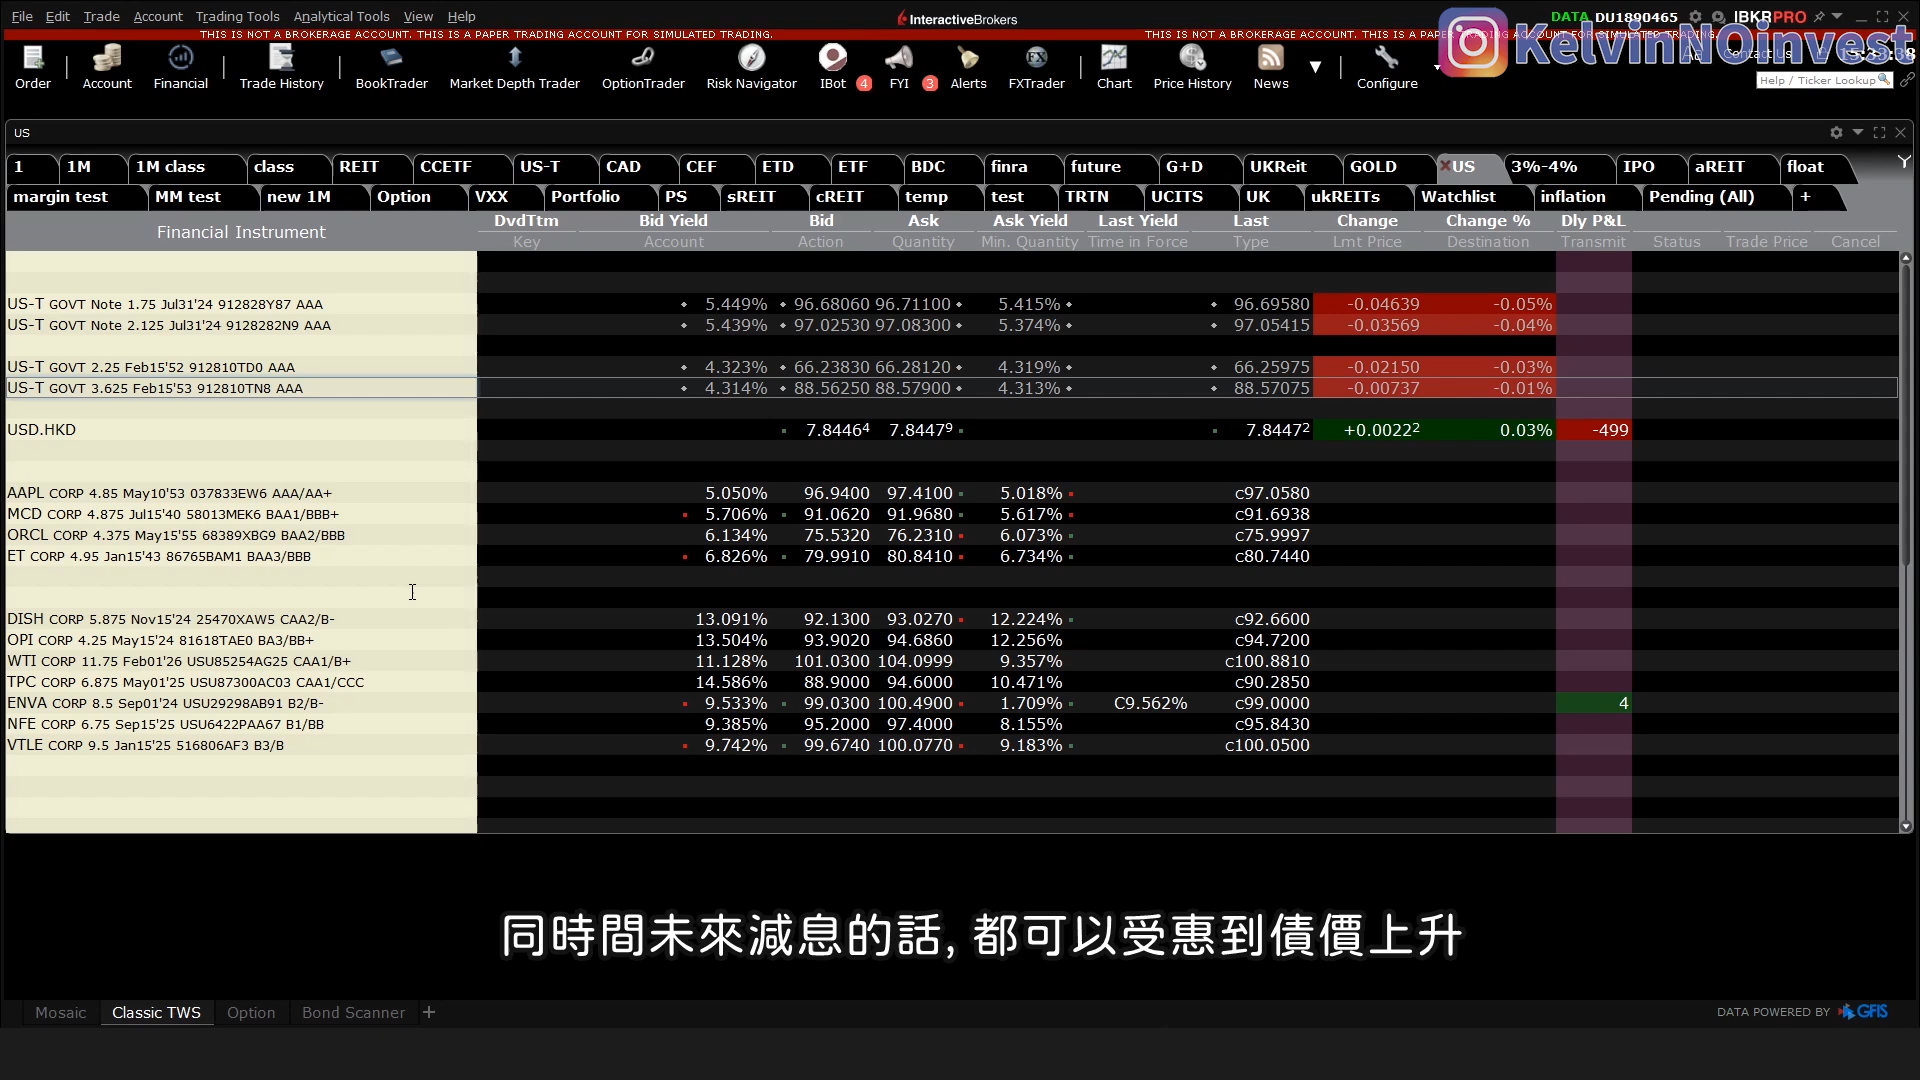 File Edit Trade Account Trading Tools Analytical Tools View Help
InteractiveBrokers
DATA DU1890465 IBKRPRO
THIS IS NOT A BROKERAGE ACCOUNT. THIS IS A PAPER TRADING ACCOUNT FOR SIMULATED TRADING.
THIS IS NOT A BROKERAGE ACCOUNT. THIS IS A PAPER TRADING ACCOUNT FOR SIMULATED TRADING.
KelvinNOinvest
Order Account Financial Trade History BookTrader Market Depth Trader OptionTrader Risk Navigator IBot 4 FYI 3 Alerts FXTrader Chart Price History News Configure
Help / Ticker Lookup
US
1 1M 1M class class REIT CCETF US-T CAD CEF ETD ETF BDC finra future G+D UKReit GOLD US 3%-4% IPO aREIT float
margin test MM test new 1M Option VXX Portfolio PS sREIT cREIT temp test TRTN UCITS UK ukREITs Watchlist inflation Pending (All) +
Financial Instrument DvdTtm Bid Yield Bid Ask Ask Yield Last Yield Last Change Change % Dly P&L
Key Account Action Quantity Min. Quantity Time in Force Type Lmt Price Destination Transmit Status Trade Price Cancel
US-T GOVT Note 1.75 Jul31'24 912828Y87 AAA 5.449% 96.68060 96.71100 5.415% 96.69580 -0.04639 -0.05%
US-T GOVT Note 2.125 Jul31'24 9128282N9 AAA 5.439% 97.02530 97.08300 5.374% 97.05415 -0.03569 -0.04%
US-T GOVT 2.25 Feb15'52 912810TD0 AAA 4.323% 66.23830 66.28120 4.319% 66.25975 -0.02150 -0.03%
US-T GOVT 3.625 Feb15'53 912810TN8 AAA 4.314% 88.56250 88.57900 4.313% 88.57075 -0.00737 -0.01%
USD.HKD 7.8446⁴ 7.8447⁹ 7.8447² +0.0022² 0.03% -499
AAPL CORP 4.85 May10'53 037833EW6 AAA/AA+ 5.050% 96.9400 97.4100 5.018% c97.0580
MCD CORP 4.875 Jul15'40 58013MEK6 BAA1/BBB+ 5.706% 91.0620 91.9680 5.617% c91.6938
ORCL CORP 4.375 May15'55 68389XBG9 BAA2/BBB 6.134% 75.5320 76.2310 6.073% c75.9997
ET CORP 4.95 Jan15'43 86765BAM1 BAA3/BBB 6.826% 79.9910 80.8410 6.734% c80.7440
DISH CORP 5.875 Nov15'24 25470XAW5 CAA2/B- 13.091% 92.1300 93.0270 12.224% c92.6600
OPI CORP 4.25 May15'24 81618TAE0 BA3/BB+ 13.504% 93.9020 94.6860 12.256% c94.7200
WTI CORP 11.75 Feb01'26 USU85254AG25 CAA1/B+ 11.128% 101.0300 104.0999 9.357% c100.8810
TPC CORP 6.875 May01'25 USU87300AC03 CAA1/CCC 14.586% 88.9000 94.6000 10.471% c90.2850
ENVA CORP 8.5 Sep01'24 USU29298AB91 B2/B- 9.533% 99.0300 100.4900 1.709% C9.562% c99.0000 4
NFE CORP 6.75 Sep15'25 USU6422PAA67 B1/BB 9.385% 95.2000 97.4000 8.155% c95.8430
VTLE CORP 9.5 Jan15'25 516806AF3 B3/B 9.742% 99.6740 100.0770 9.183% c100.0500
同時間未來減息的話, 都可以受惠到債價上升
Mosaic Classic TWS Option Bond Scanner +
DATA POWERED BY GFIS